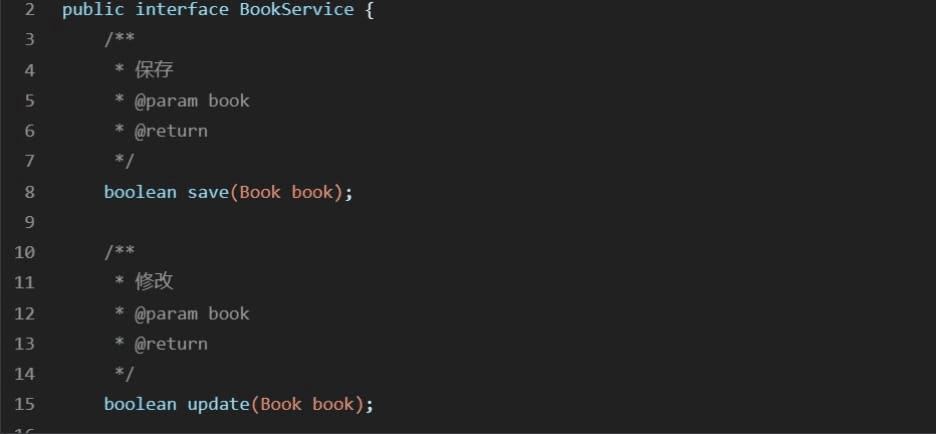 2 public interface BookService {
3 /**
4 * 保存
5 * @param book
6 * @return
7 */
8 boolean save(Book book);
9
10 /**
11 * 修改
12 * @param book
13 * @return
14 */
15 boolean update(Book book);